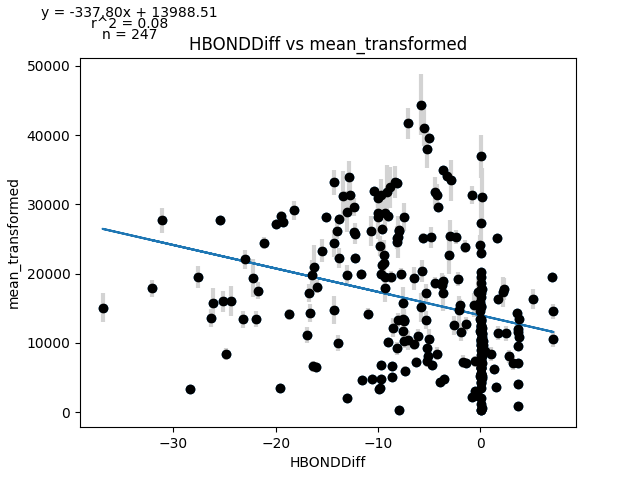 y = -337.80x + 13988.51
r^2 = 0.08
n = 247
HBONDDiff vs mean_transformed
50000
40000
30000
20000
10000
0
mean_transformed
−30
−20
−10
0
HBONDDiff